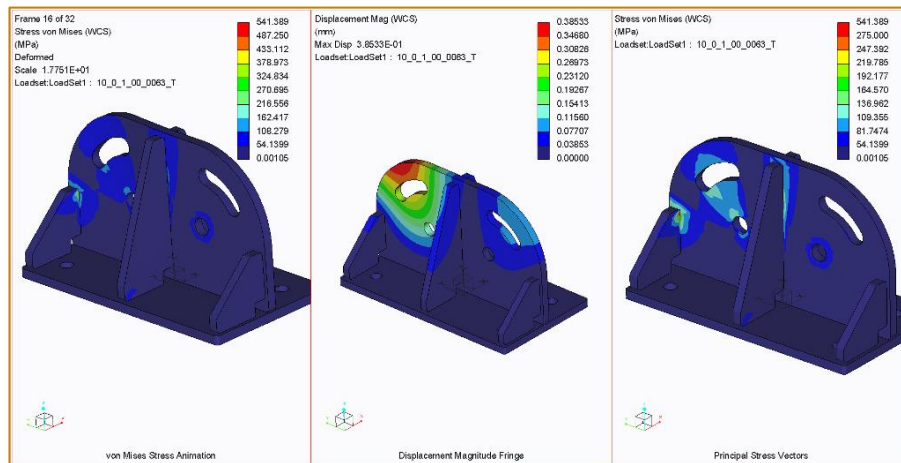 Frame 16 of 32
Stress von Mises (WCS)
(MPa)
Deformed
Scale 1.7751E+01
Loadset:LoadSet1 : 10_0_1_00_0063_T
541.389
487.250
433.112
378.973
324.834
270.695
216.556
162.417
108.279
54.1399
0.00105
von Mises Stress Animation
Displacement Mag (WCS)
(mm)
Max Disp 3.8533E-01
Loadset:LoadSet1 : 10_0_1_00_0063_T
0.38533
0.34680
0.30826
0.26973
0.23120
0.19267
0.15413
0.11560
0.07707
0.03853
0.00000
Displacement Magnitude Fringe
Stress von Mises (WCS)
(MPa)
Loadset:LoadSet1 : 10_0_1_00_0063_T
541.389
275.000
247.392
219.785
192.177
164.570
136.962
109.355
81.7474
54.1399
0.00105
Principal Stress Vectors